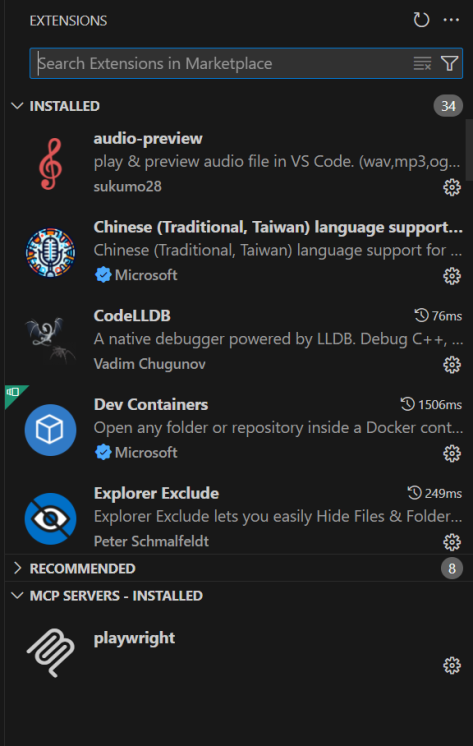 EXTENSIONS
Search Extensions in Marketplace
INSTALLED 34
audio-preview
play & preview audio file in VS Code. (wav,mp3,og...
sukumo28
Chinese (Traditional, Taiwan) language support...
Chinese (Traditional, Taiwan) language support for ...
Microsoft
CodeLLDB 76ms
A native debugger powered by LLDB. Debug C++, ...
Vadim Chugunov
Dev Containers 1506ms
Open any folder or repository inside a Docker cont...
Microsoft
Explorer Exclude 249ms
Explorer Exclude lets you easily Hide Files & Folder...
Peter Schmalfeldt
RECOMMENDED 8
MCP SERVERS - INSTALLED
playwright